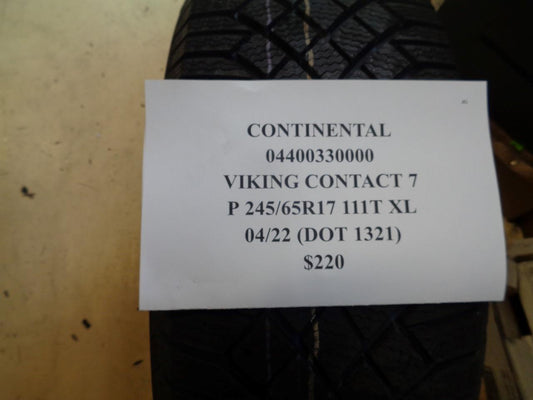 CONTINENTAL
04400330000
VIKING CONTACT 7
P 245/65R17 111T XL
04/22 (DOT 1321)
$220